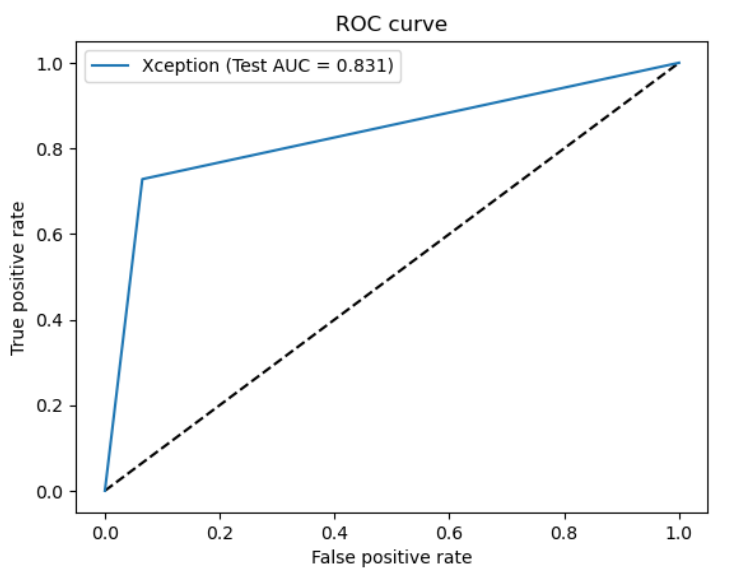 ROC curve
Xception (Test AUC = 0.831)
True positive rate
1.0
0.8
0.6
0.4
0.2
0.0
0.0 0.2 0.4 0.6 0.8 1.0
False positive rate